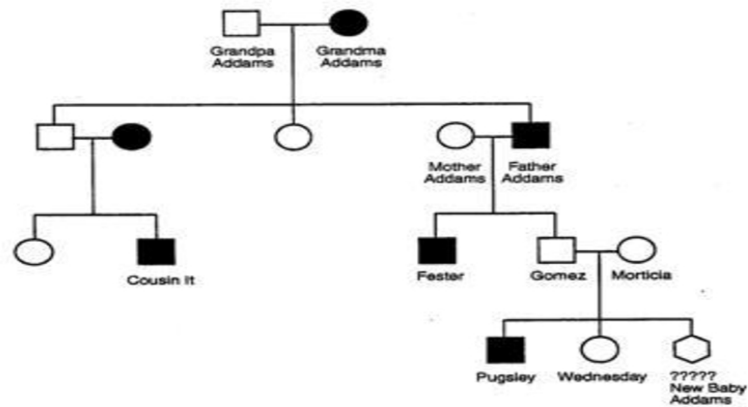 Grandpa
Addams
Grandma
Addams
Mother
Addams
Father
Addams
Cousin It
Fester
Gomez
Morticia
Pugsley
Wednesday
?????
New Baby
Addams